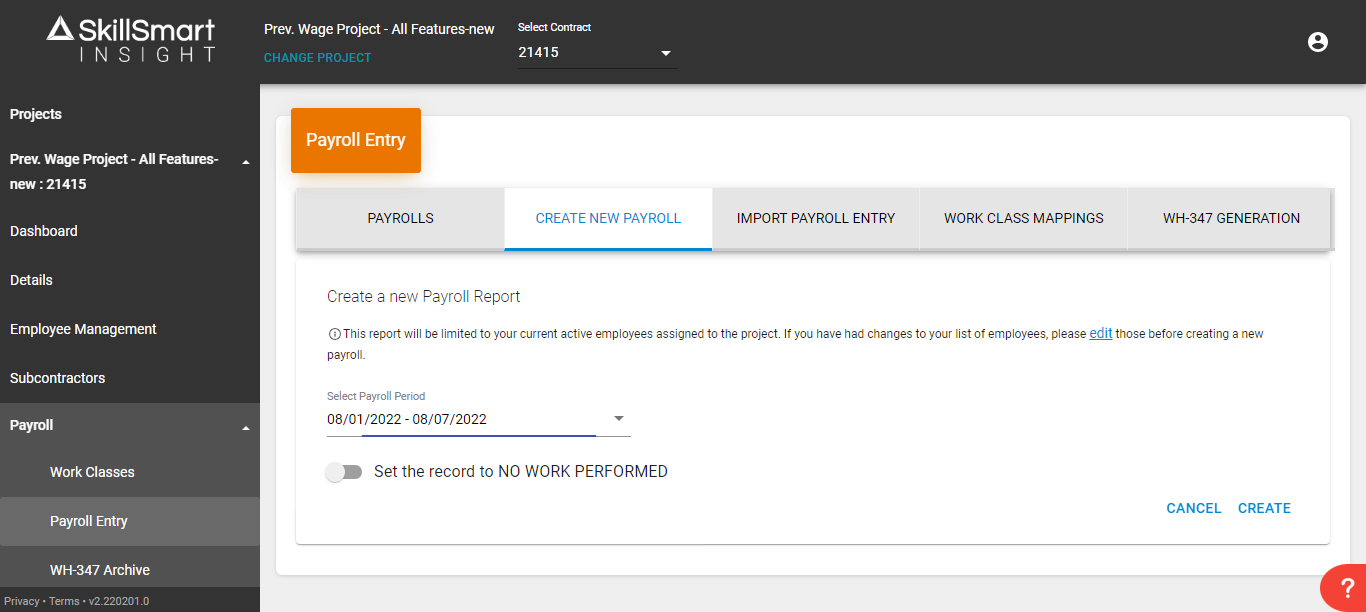 SkillSmart
INSIGHT
Prev. Wage Project - All Features-new
CHANGE PROJECT
Select Contract
21415
Projects
Prev. Wage Project - All Features-
new : 21415
Dashboard
Details
Employee Management
Subcontractors
Payroll
Work Classes
Payroll Entry
WH-347 Archive
Privacy • Terms • v2.220201.0
Payroll Entry
PAYROLLS
CREATE NEW PAYROLL
IMPORT PAYROLL ENTRY
WORK CLASS MAPPINGS
WH-347 GENERATION
Create a new Payroll Report
This report will be limited to your current active employees assigned to the project. If you have had changes to your list of employees, please edit those before creating a new
payroll.
Select Payroll Period
08/01/2022 - 08/07/2022
Set the record to NO WORK PERFORMED
CANCEL
CREATE
?